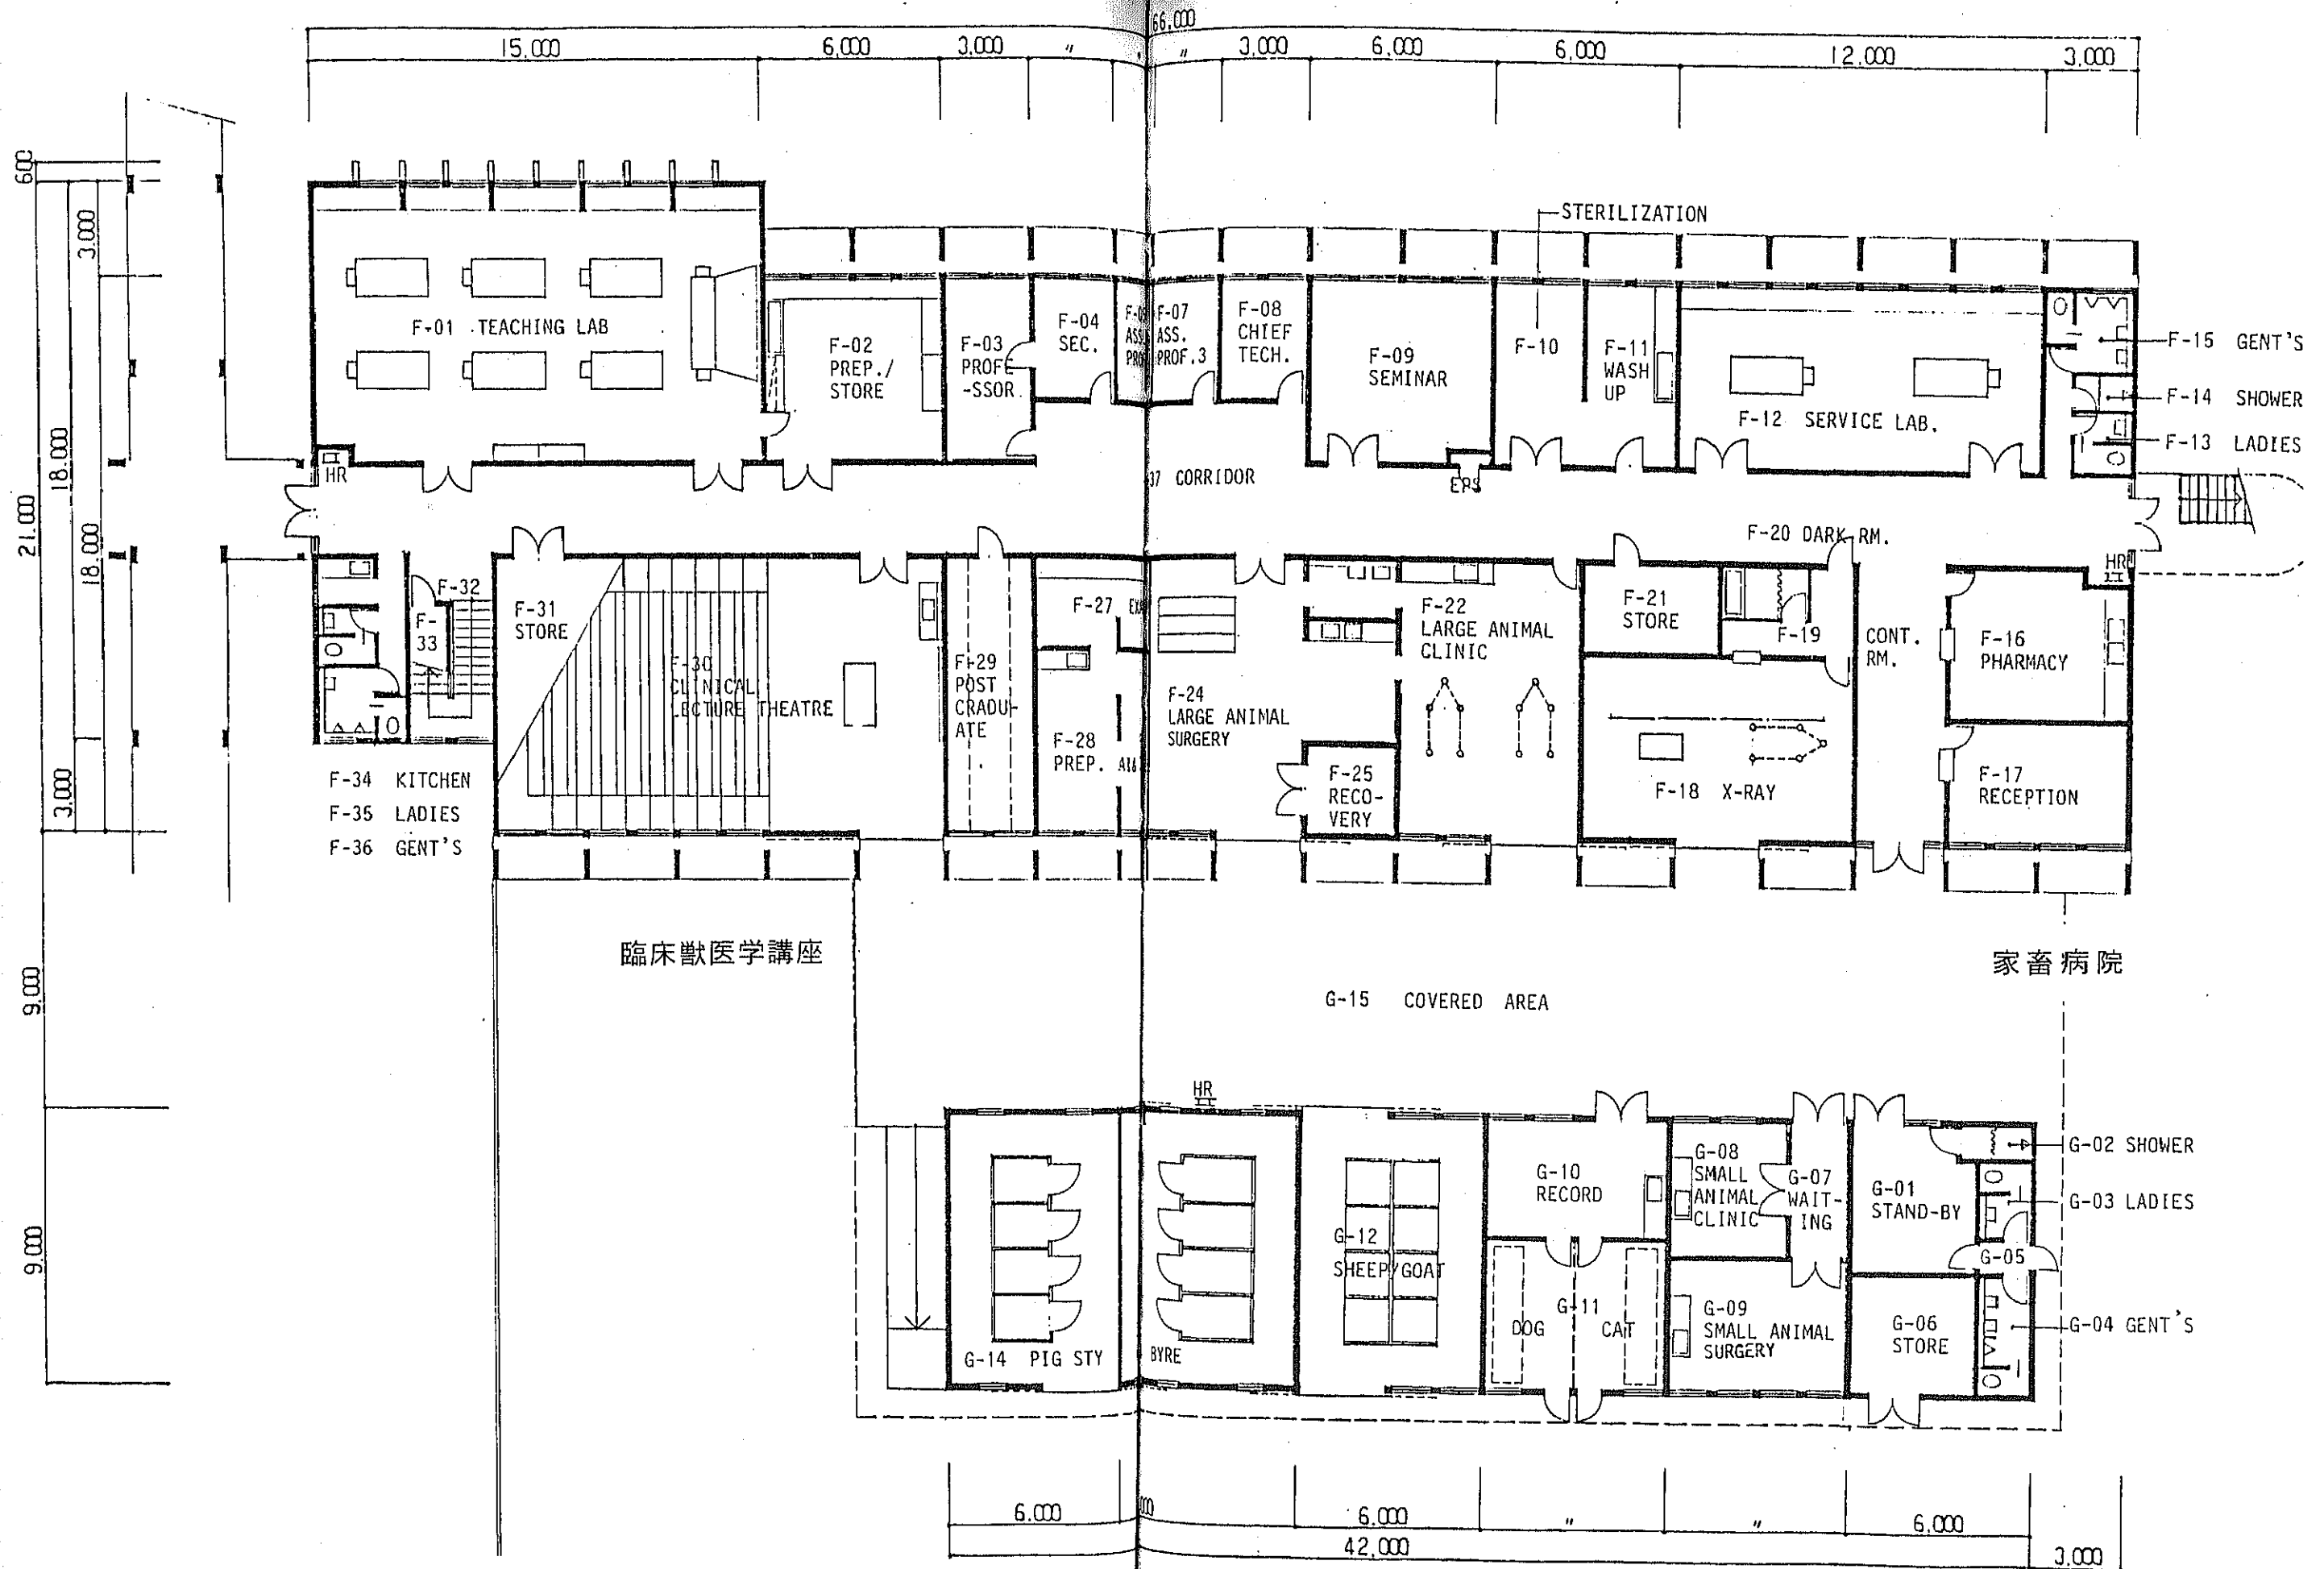 66,000
15,000 6,000 3,000 〃 〃 3,000 6,000 6,000 12,000 3,000
600
3,000
18,000
21,000
18,000
3,000
9,000
9,000
STERILIZATION
F-01 TEACHING LAB
F-02
PREP./
STORE
F-03
PROFE
-SSOR
F-04
SEC.
F-07
ASS.
PROF.3
F-08
CHIEF
TECH.
F-09
SEMINAR
F-10
F-11
WASH
UP
F-12 SERVICE LAB.
F-15 GENT'S
F-14 SHOWER
F-13 LADIES
HR
37 CORRIDOR
EPS
F-20 DARK RM.
HR
F-32
F-
33
F-31
STORE
F-30
CLINICAL
LECTURE THEATRE
F-29
POST
CRADU-
ATE
F-27
F-28
PREP.
F-24
LARGE ANIMAL
SURGERY
F-25
RECO-
VERY
F-22
LARGE ANIMAL
CLINIC
F-21
STORE
F-19
F-18 X-RAY
CONT.
RM.
F-16
PHARMACY
F-17
RECEPTION
F-34 KITCHEN
F-35 LADIES
F-36 GENT'S
臨床獣医学講座
家畜病院
G-15 COVERED AREA
HR
G-14 PIG STY
BYRE
G-12
SHEEP/GOAT
G-10
RECORD
G-11
DOG CAT
G-08
SMALL
ANIMAL
CLINIC
G-07
WAIT-
ING
G-09
SMALL ANIMAL
SURGERY
G-01
STAND-BY
G-05
G-06
STORE
G-02 SHOWER
G-03 LADIES
G-04 GENT'S
6,000 6,000 〃 〃 6,000
42,000
3,000